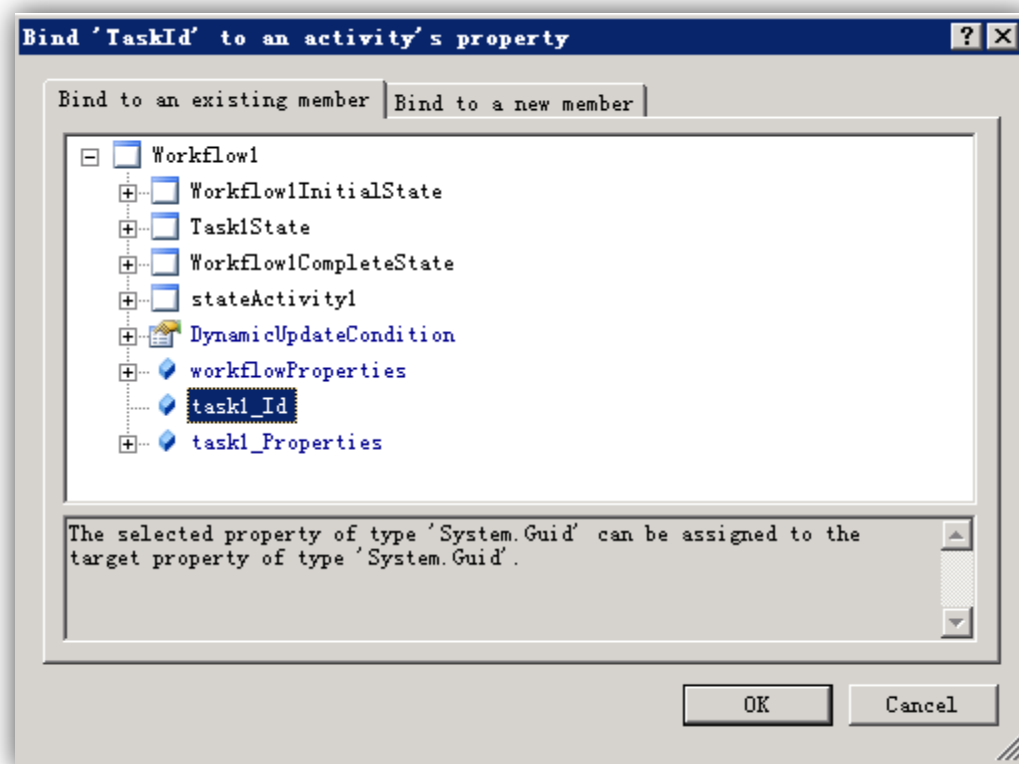 Bind 'TaskId' to an activity's property
Bind to an existing member
Bind to a new member
Workflow1
Workflow1InitialState
Task1State
Workflow1CompleteState
stateActivity1
DynamicUpdateCondition
workflowProperties
task1_Id
task1_Properties
The selected property of type 'System.Guid' can be assigned to the
target property of type 'System.Guid'.
OK
Cancel